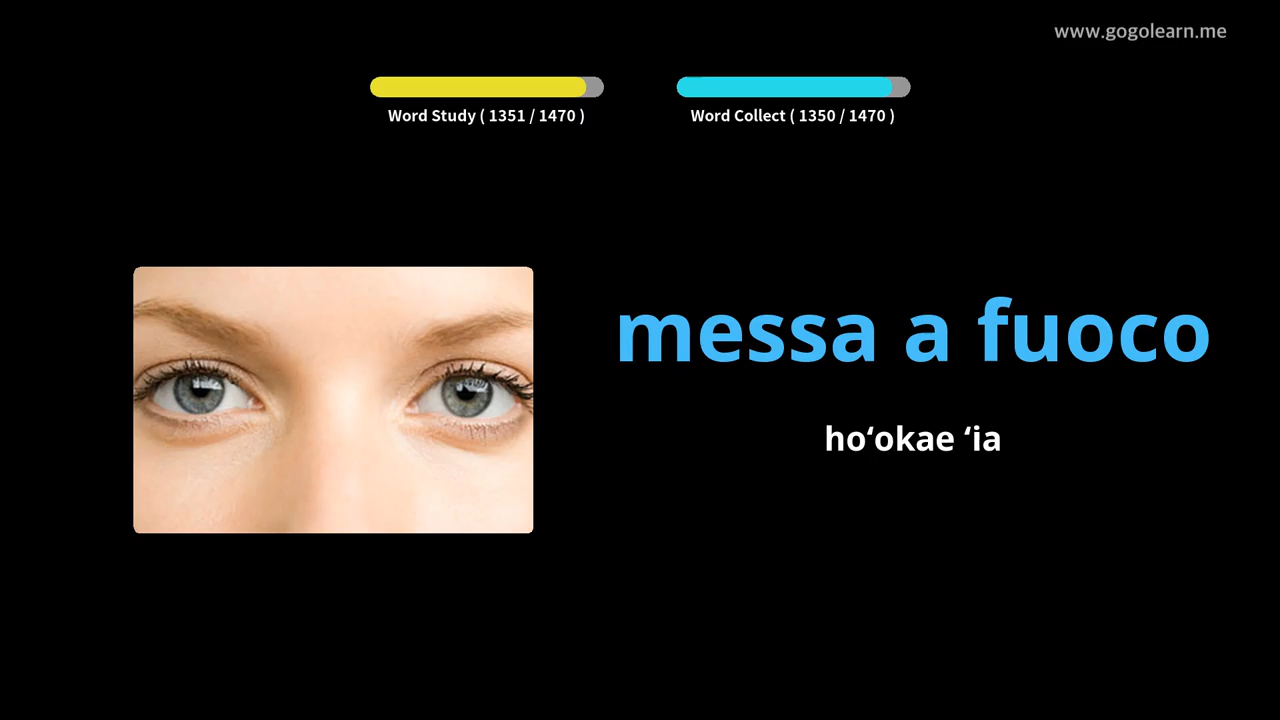 www.gogolearn.me
Word Study ( 1351 / 1470 )
Word Collect ( 1350 / 1470 )
messa a fuoco
hoʻokae ʻia